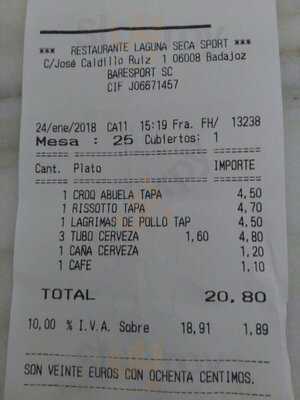 *** RESTAURANTE LAGUNA SECA SPORT ***
C/José Caldillo Ruiz 1 06008 Badajoz
BARESPORT SC
CIF J06671457
24/ene/2018 CA11 15:19 Fra. FH/ 13238
Mesa : 25 Cubiertos: 1
Cant. Plato IMPORTE
1 CROQ ABUELA TAPA 4,50
1 RISSOTTO TAPA 4,70
1 LAGRIMAS DE POLLO TAP 4,50
3 TUBO CERVEZA 1,60 4,80
1 CAÑA CERVEZA 1,20
1 CAFE 1,10
TOTAL 20,80
10,00 % I.V.A. Sobre 18,91 1,89
SON VEINTE EUROS CON OCHENTA CENTIMOS.